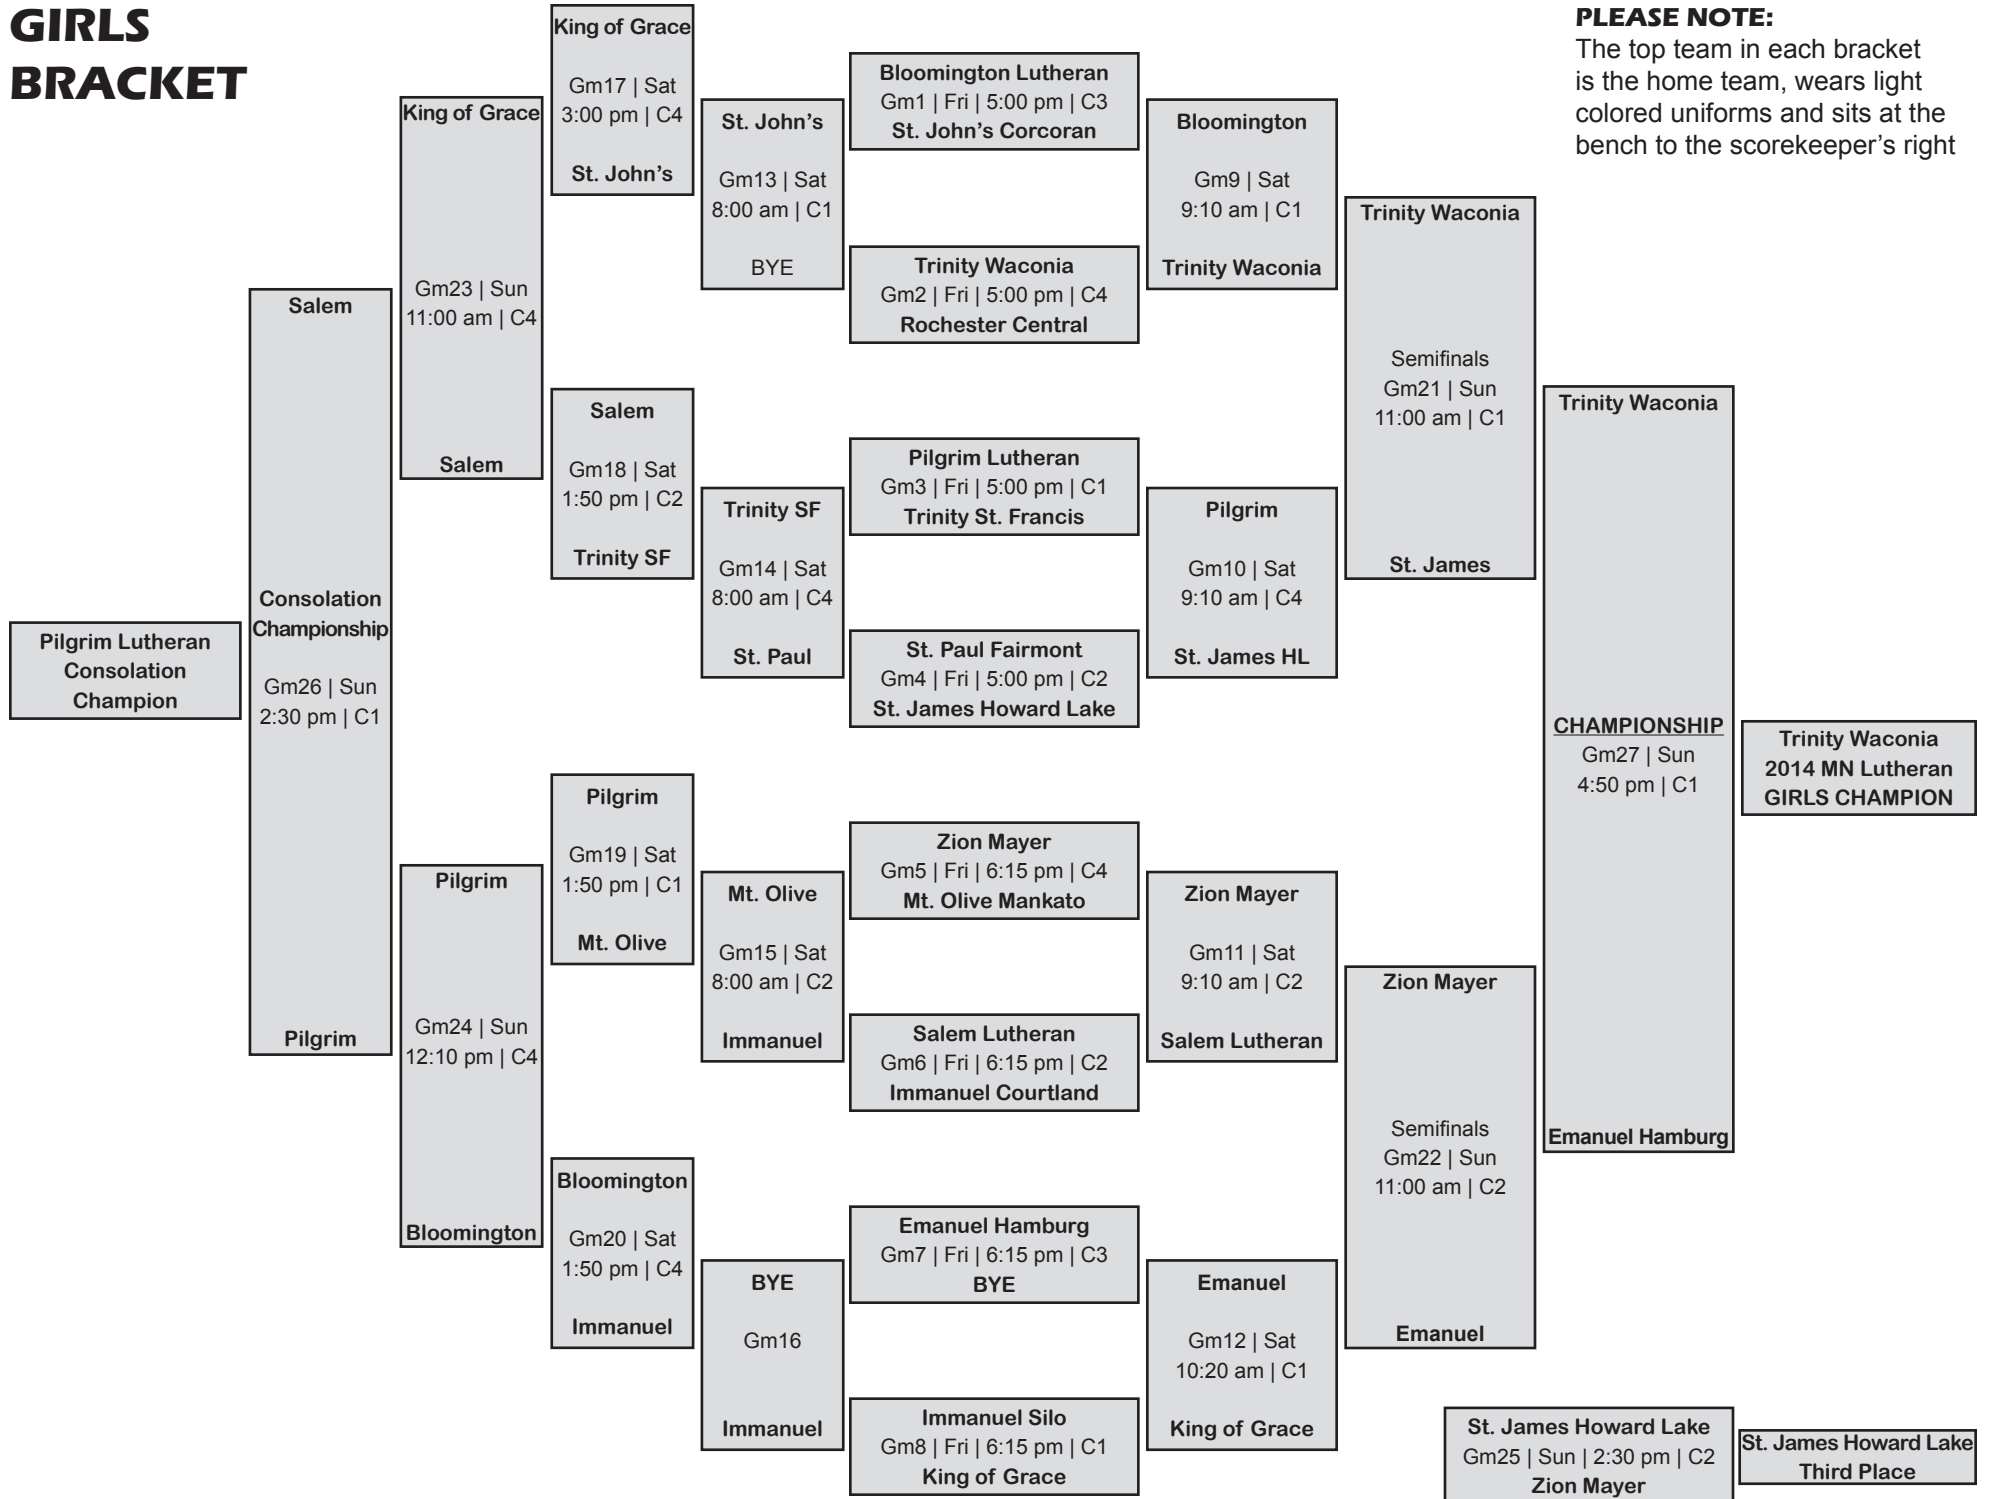 GIRLS
BRACKET
PLEASE NOTE:
The top team in each bracket
is the home team, wears light
colored uniforms and sits at the
bench to the scorekeeper's right
Pilgrim Lutheran
Consolation
Champion
Salem
Consolation
Championship
Gm26 | Sun
2:30 pm | C1
Pilgrim
King of Grace
Gm23 | Sun
11:00 am | C4
Salem
Pilgrim
Gm24 | Sun
12:10 pm | C4
Bloomington
King of Grace
Gm17 | Sat
3:00 pm | C4
St. John's
Salem
Gm18 | Sat
1:50 pm | C2
Trinity SF
Pilgrim
Gm19 | Sat
1:50 pm | C1
Mt. Olive
Bloomington
Gm20 | Sat
1:50 pm | C4
Immanuel
St. John's
Gm13 | Sat
8:00 am | C1
BYE
Trinity SF
Gm14 | Sat
8:00 am | C4
St. Paul
Mt. Olive
Gm15 | Sat
8:00 am | C2
Immanuel
BYE
Gm16
Immanuel
Bloomington Lutheran
Gm1 | Fri | 5:00 pm | C3
St. John's Corcoran
Trinity Waconia
Gm2 | Fri | 5:00 pm | C4
Rochester Central
Pilgrim Lutheran
Gm3 | Fri | 5:00 pm | C1
Trinity St. Francis
St. Paul Fairmont
Gm4 | Fri | 5:00 pm | C2
St. James Howard Lake
Zion Mayer
Gm5 | Fri | 6:15 pm | C4
Mt. Olive Mankato
Salem Lutheran
Gm6 | Fri | 6:15 pm | C2
Immanuel Courtland
Emanuel Hamburg
Gm7 | Fri | 6:15 pm | C3
BYE
Immanuel Silo
Gm8 | Fri | 6:15 pm | C1
King of Grace
Bloomington
Gm9 | Sat
9:10 am | C1
Trinity Waconia
Pilgrim
Gm10 | Sat
9:10 am | C4
St. James HL
Zion Mayer
Gm11 | Sat
9:10 am | C2
Salem Lutheran
Emanuel
Gm12 | Sat
10:20 am | C1
King of Grace
Trinity Waconia
Semifinals
Gm21 | Sun
11:00 am | C1
St. James
Zion Mayer
Semifinals
Gm22 | Sun
11:00 am | C2
Emanuel
Trinity Waconia
CHAMPIONSHIP
Gm27 | Sun
4:50 pm | C1
Emanuel Hamburg
Trinity Waconia
2014 MN Lutheran
GIRLS CHAMPION
St. James Howard Lake
Gm25 | Sun | 2:30 pm | C2
Zion Mayer
St. James Howard Lake
Third Place